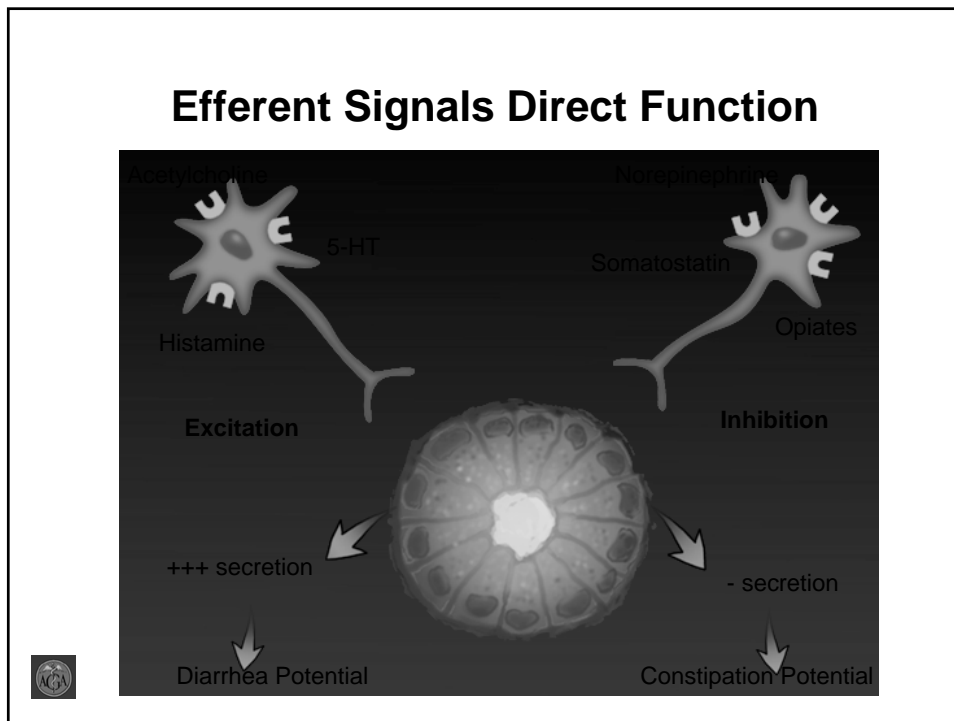 Efferent Signals Direct Function
Acetylcholine
Norepinephrine
5-HT
Somatostatin
Histamine
Opiates
Excitation
Inhibition
+++ secretion
- secretion
Diarrhea Potential
Constipation Potential